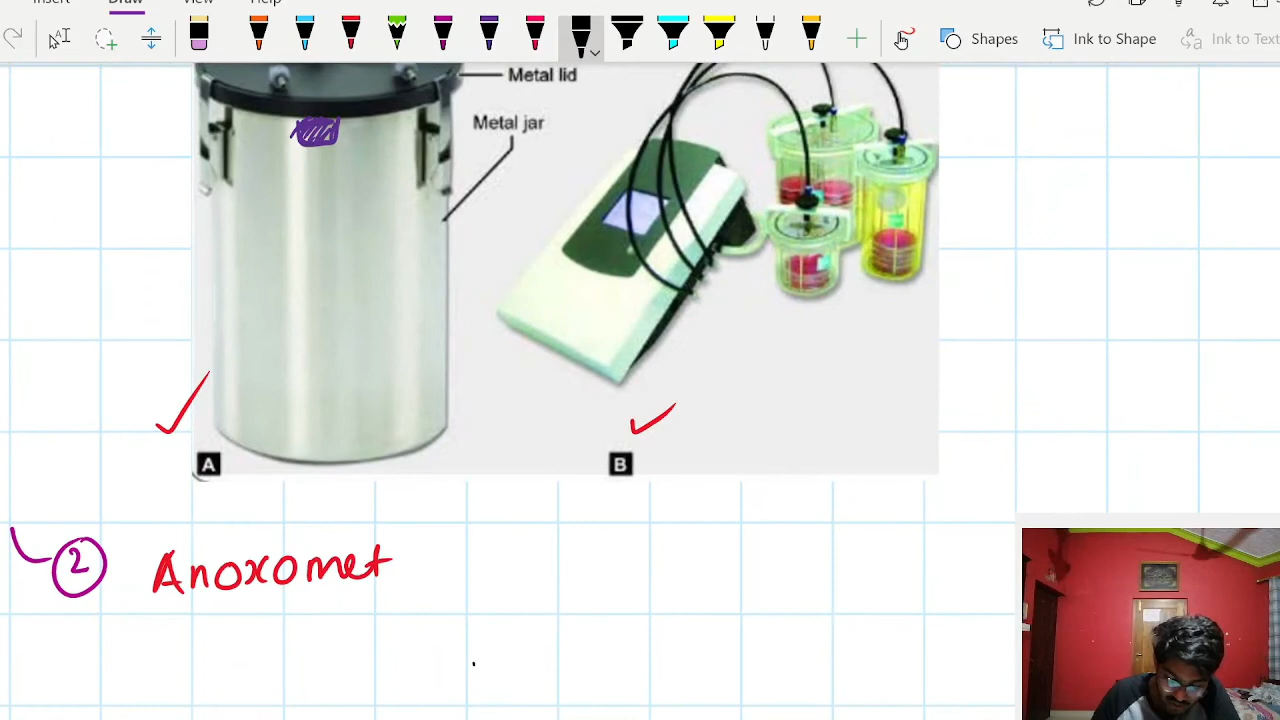 Insert Draw View Help
Shapes Ink to Shape Ink to Text
Metal lid
Metal jar
A B
2 Anoxomet